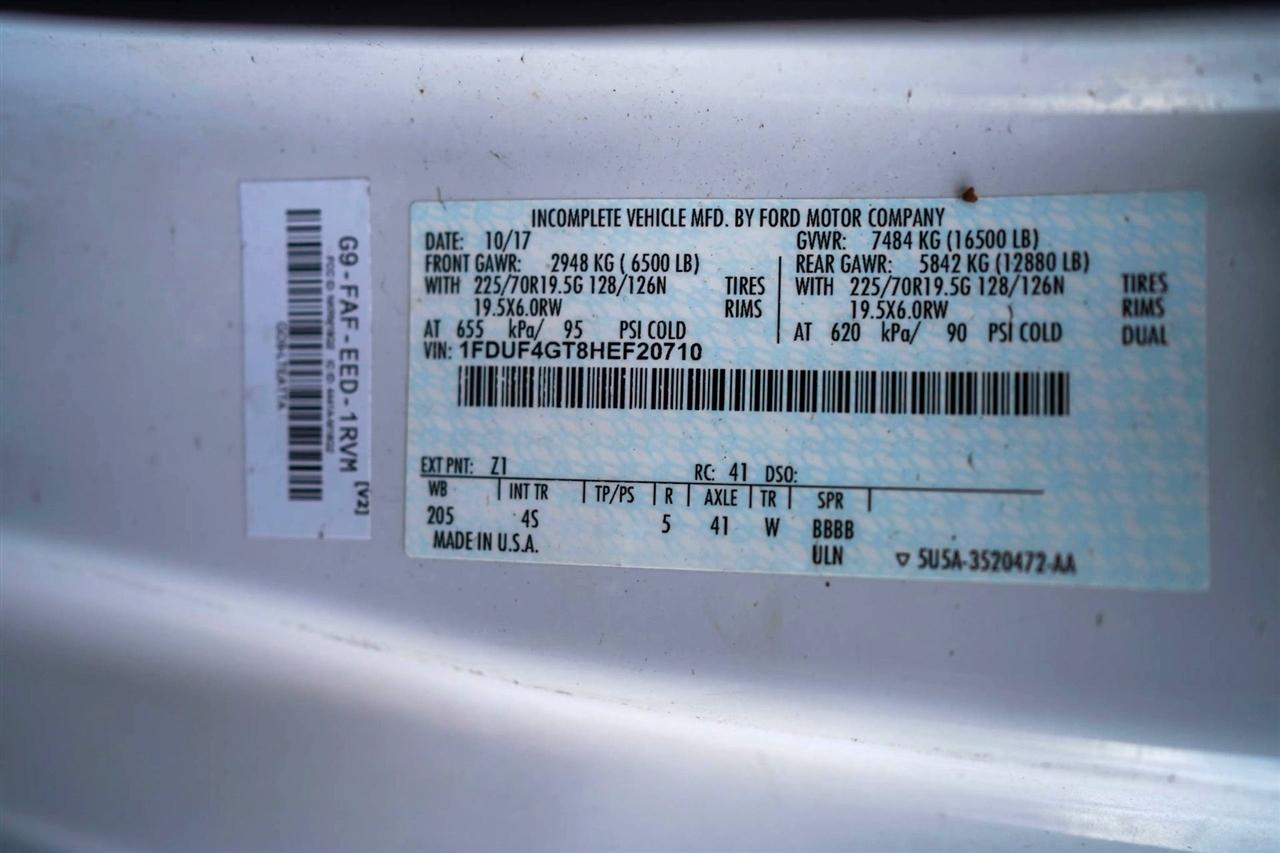 G9-FAF-EED-1RVM [V2]
INCOMPLETE VEHICLE MFD. BY FORD MOTOR COMPANY
DATE: 10/17 GVWR: 7484 KG (16500 LB)
FRONT GAWR: 2948 KG ( 6500 LB) REAR GAWR: 5842 KG (12880 LB)
WITH 225/70R19.5G 128/126N TIRES WITH 225/70R19.5G 128/126N TIRES
19.5X6.0RW RIMS 19.5X6.0RW RIMS
AT 655 kPa/ 95 PSI COLD AT 620 kPa/ 90 PSI COLD DUAL
VIN: 1FDUF4GT8HEF20710
EXT PNT: Z1 RC: 41 DSO:
WB INT TR TP/PS R AXLE TR SPR
205 4S 5 41 W BBBB
MADE IN U.S.A. ULN 5U5A-3520472-AA